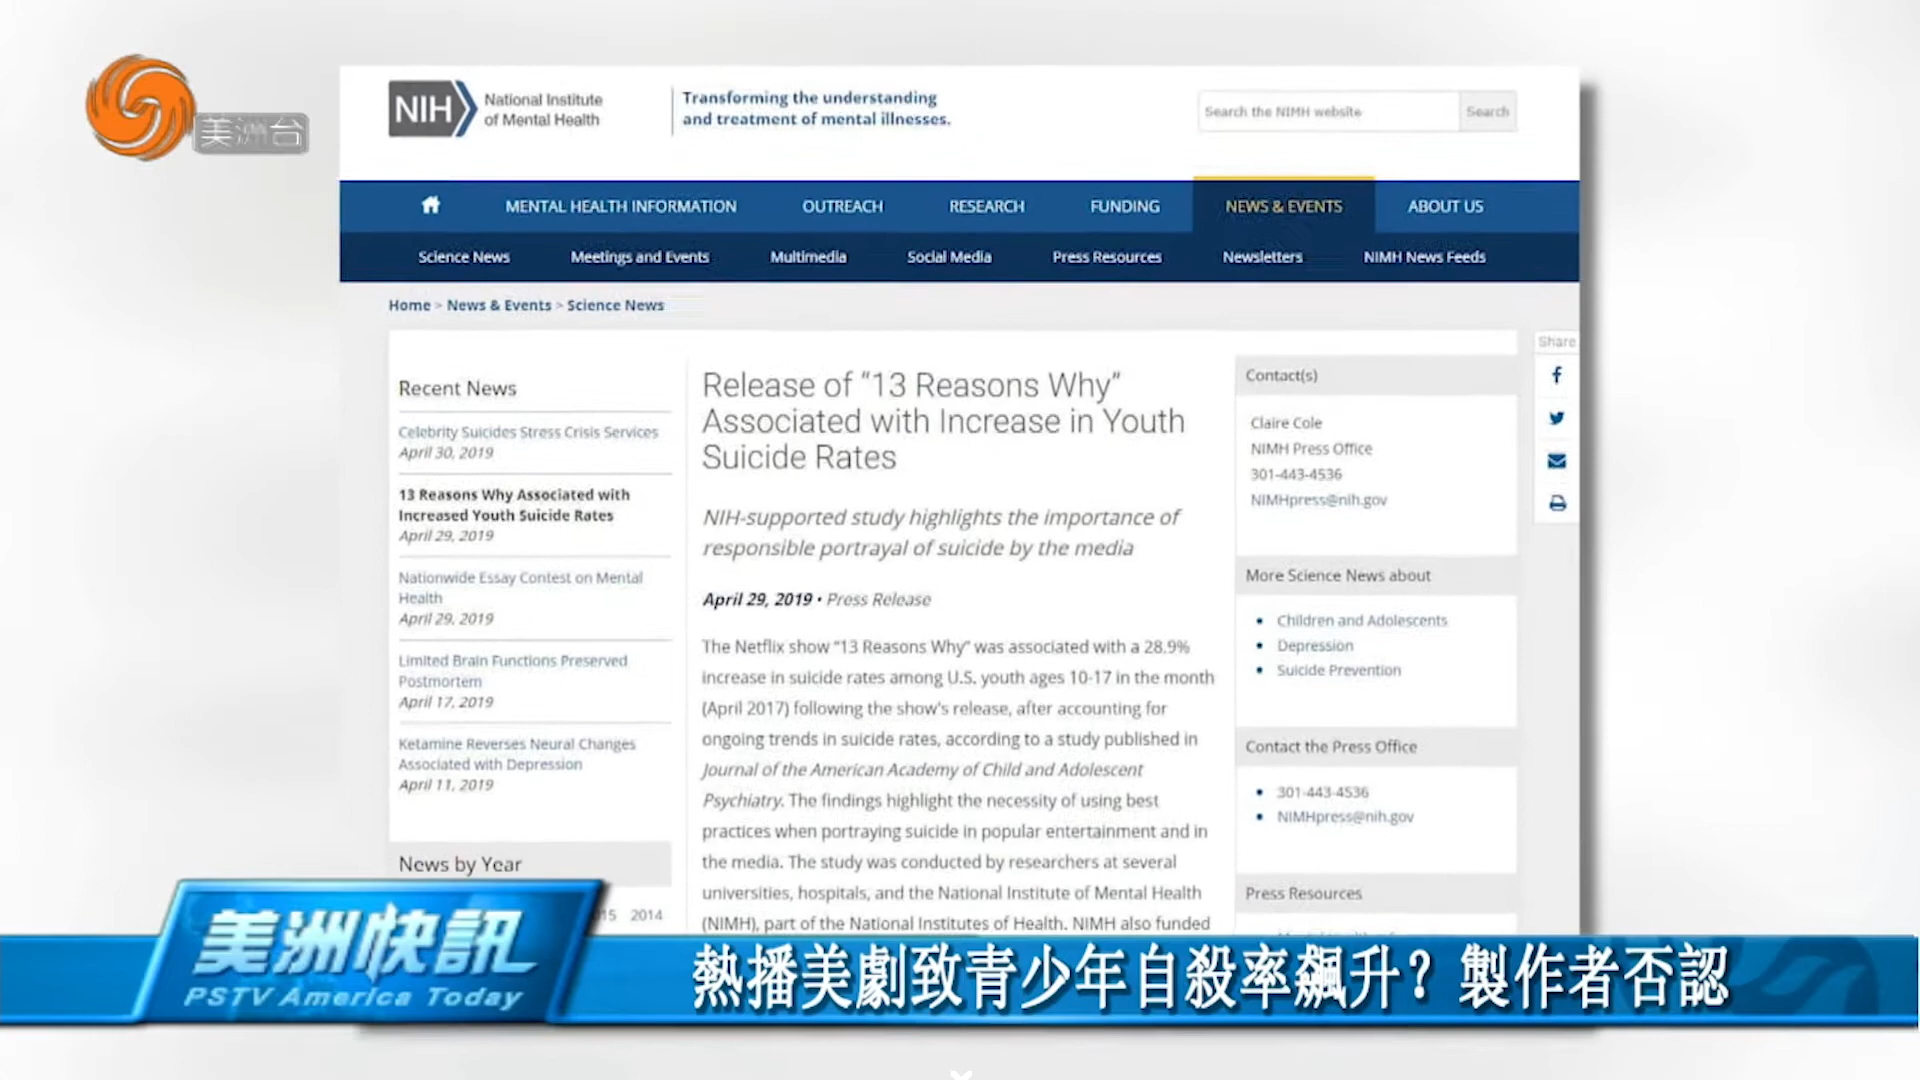 美洲台
NIH
National Institute
of Mental Health
Transforming the understanding
and treatment of mental illnesses.
Search the NIMH website
Search
MENTAL HEALTH INFORMATION
OUTREACH
RESEARCH
FUNDING
NEWS & EVENTS
ABOUT US
Science News
Meetings and Events
Multimedia
Social Media
Press Resources
Newsletters
NIMH News Feeds
Home > News & Events > Science News
Recent News
Celebrity Suicides Stress Crisis Services
April 30, 2019
13 Reasons Why Associated with
Increased Youth Suicide Rates
April 29, 2019
Nationwide Essay Contest on Mental
Health
April 29, 2019
Limited Brain Functions Preserved
Postmortem
April 17, 2019
Ketamine Reverses Neural Changes
Associated with Depression
April 11, 2019
News by Year
2014
Release of “13 Reasons Why”
Associated with Increase in Youth
Suicide Rates
NIH-supported study highlights the importance of
responsible portrayal of suicide by the media
April 29, 2019 • Press Release
The Netflix show “13 Reasons Why” was associated with a 28.9%
increase in suicide rates among U.S. youth ages 10-17 in the month
(April 2017) following the show’s release, after accounting for
ongoing trends in suicide rates, according to a study published in
Journal of the American Academy of Child and Adolescent
Psychiatry. The findings highlight the necessity of using best
practices when portraying suicide in popular entertainment and in
the media. The study was conducted by researchers at several
universities, hospitals, and the National Institute of Mental Health
(NIMH), part of the National Institutes of Health. NIMH also funded
Contact(s)
Claire Cole
NIMH Press Office
301-443-4536
NIMHpress@nih.gov
More Science News about
• Children and Adolescents
• Depression
• Suicide Prevention
Contact the Press Office
• 301-443-4536
• NIMHpress@nih.gov
Press Resources
Share
美洲快訊
PSTV America Today
熱播美劇致青少年自殺率飆升？製作者否認